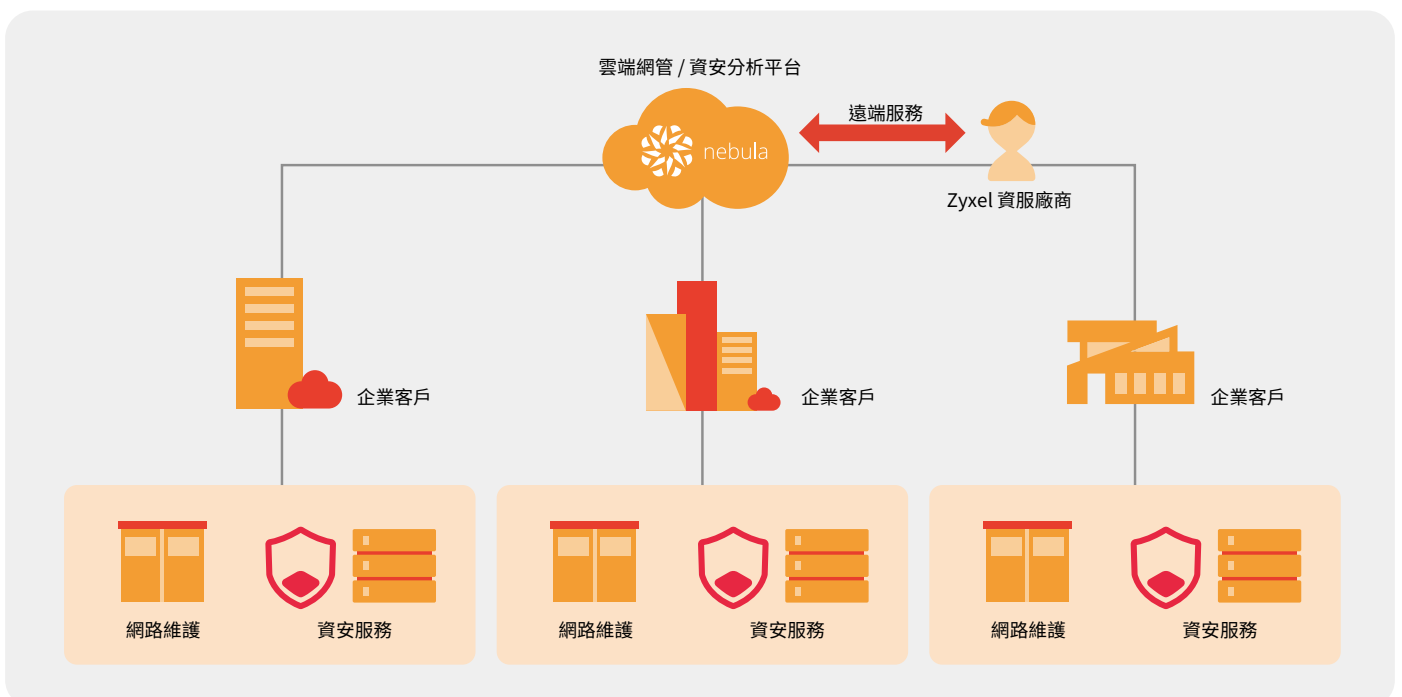 雲端網管 / 資安分析平台
遠端服務
nebula
Zyxel 資服廠商
企業客戶
企業客戶
企業客戶
網路維護
資安服務
網路維護
資安服務
網路維護
資安服務